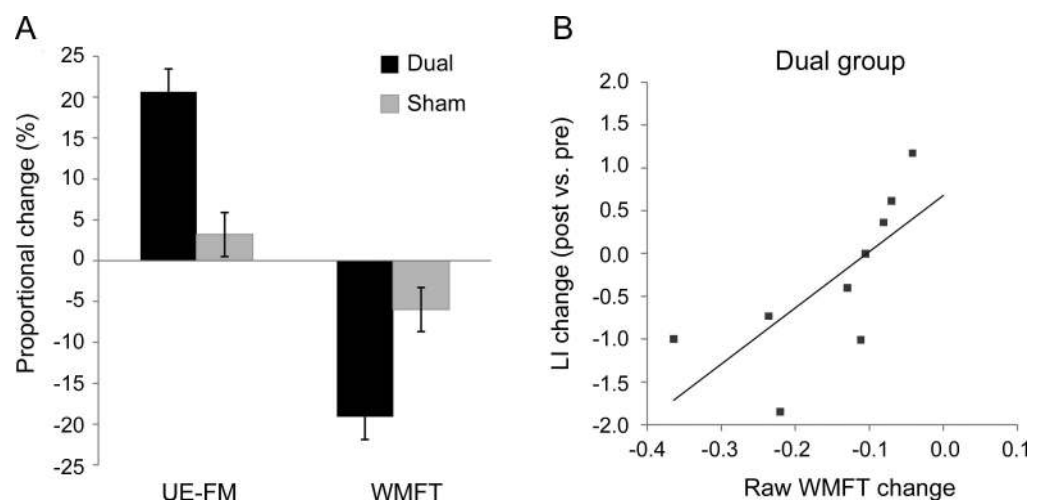 A
Proportional change (%)
25
20
15
10
5
0
-5
-10
-15
-20
-25
Dual
Sham
UE-FM
WMFT
B
Dual group
LI change (post vs. pre)
2.0
1.5
1.0
0.5
0.0
-0.5
-1.0
-1.5
-2.0
-0.4 -0.3 -0.2 -0.1 0.0 0.1
Raw WMFT change